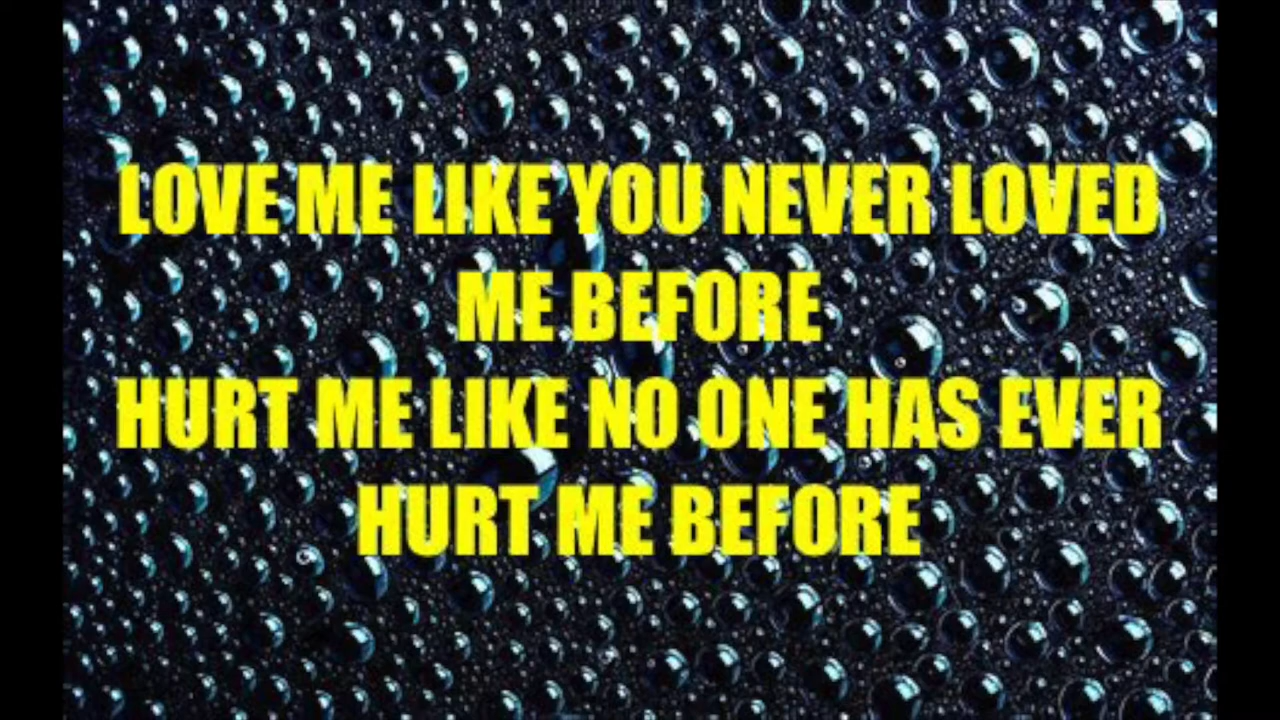 LOVE ME LIKE YOU NEVER LOVED
ME BEFORE
HURT ME LIKE NO ONE HAS EVER
HURT ME BEFORE